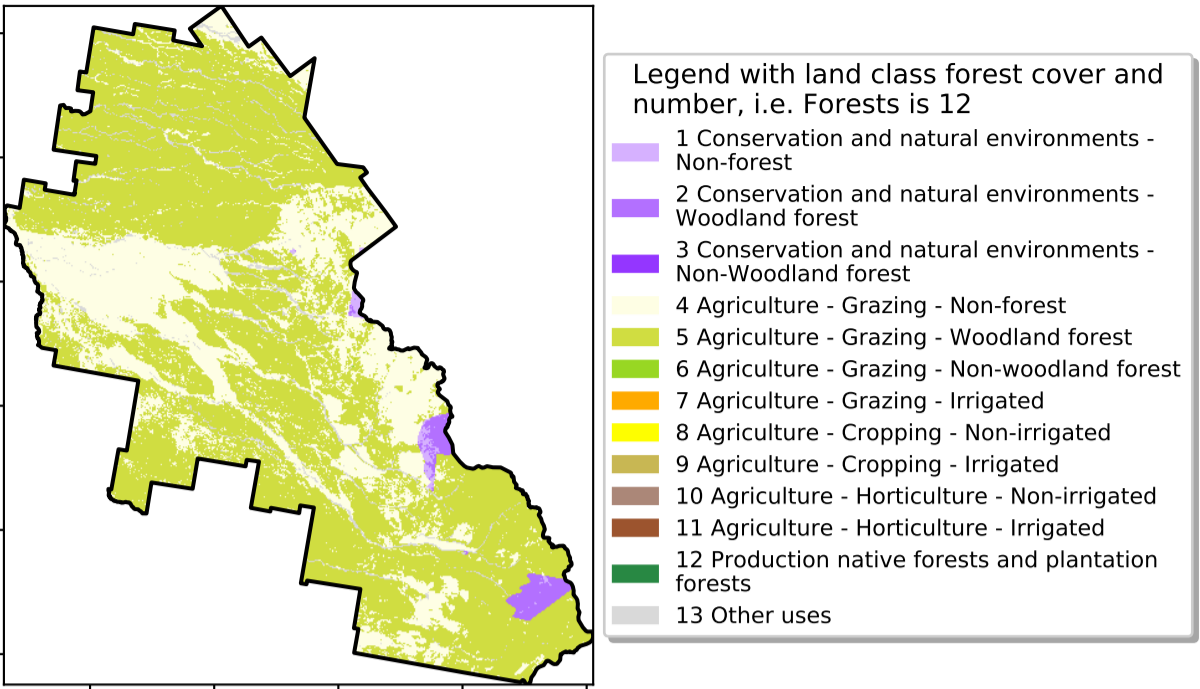 Legend with land class forest cover and
number, i.e. Forests is 12
1 Conservation and natural environments -
Non-forest
2 Conservation and natural environments -
Woodland forest
3 Conservation and natural environments -
Non-Woodland forest
4 Agriculture - Grazing - Non-forest
5 Agriculture - Grazing - Woodland forest
6 Agriculture - Grazing - Non-woodland forest
7 Agriculture - Grazing - Irrigated
8 Agriculture - Cropping - Non-irrigated
9 Agriculture - Cropping - Irrigated
10 Agriculture - Horticulture - Non-irrigated
11 Agriculture - Horticulture - Irrigated
12 Production native forests and plantation
forests
13 Other uses